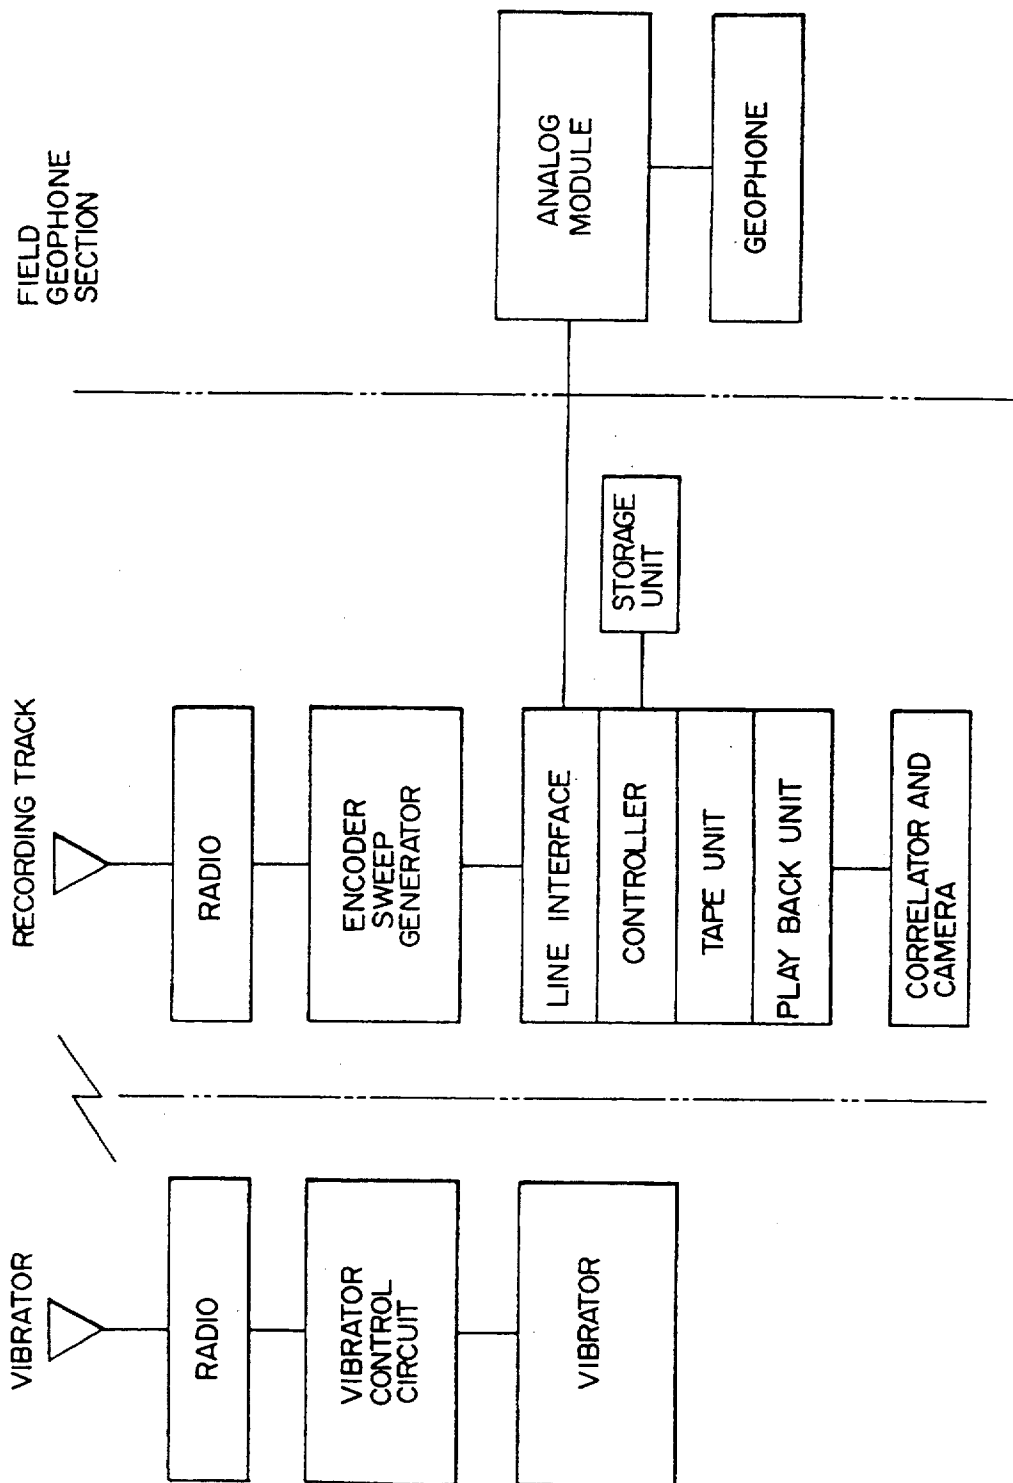 VIBRATOR
RADIO
VIBRATOR
CONTROL
CIRCUIT
VIBRATOR
RECORDING TRACK
RADIO
ENCODER
SWEEP
GENERATOR
LINE INTERFACE
CONTROLLER
TAPE UNIT
PLAY BACK UNIT
CORRELATOR AND
CAMERA
STORAGE
UNIT
FIELD
GEOPHONE
SECTION
ANALOG
MODULE
GEOPHONE